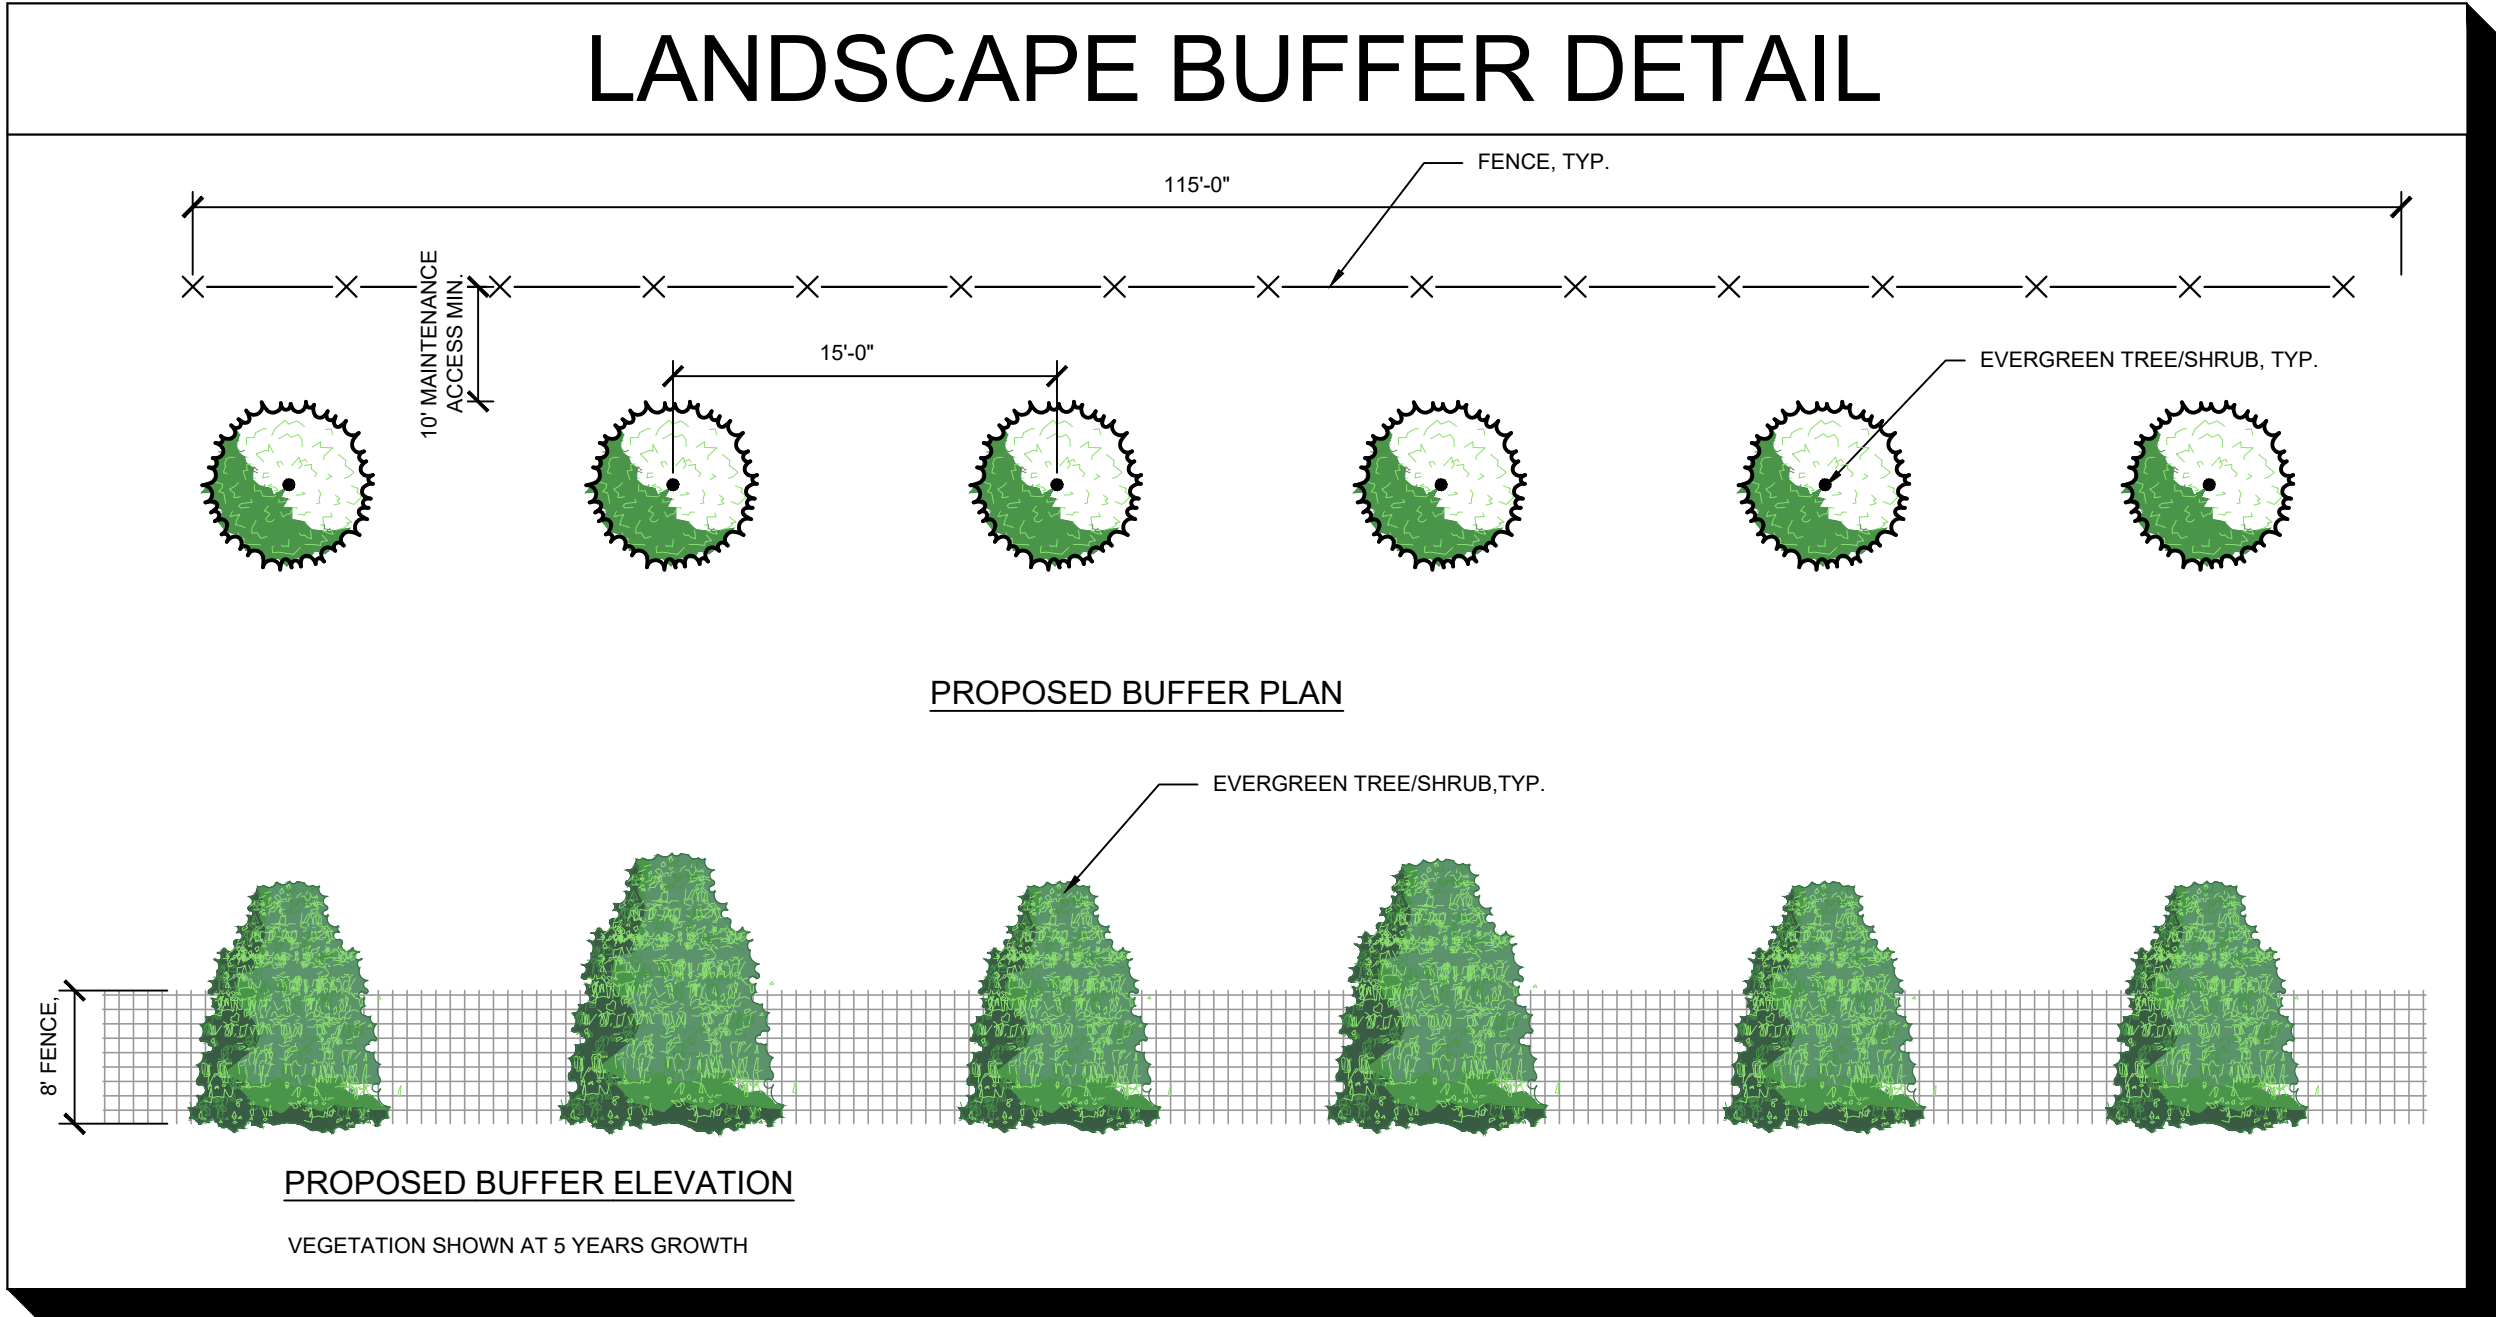 LANDSCAPE BUFFER DETAIL
FENCE, TYP.
115'-0"
10' MAINTENANCE
ACCESS MIN.
15'-0"
EVERGREEN TREE/SHRUB, TYP.
PROPOSED BUFFER PLAN
EVERGREEN TREE/SHRUB,TYP.
8' FENCE,
PROPOSED BUFFER ELEVATION
VEGETATION SHOWN AT 5 YEARS GROWTH